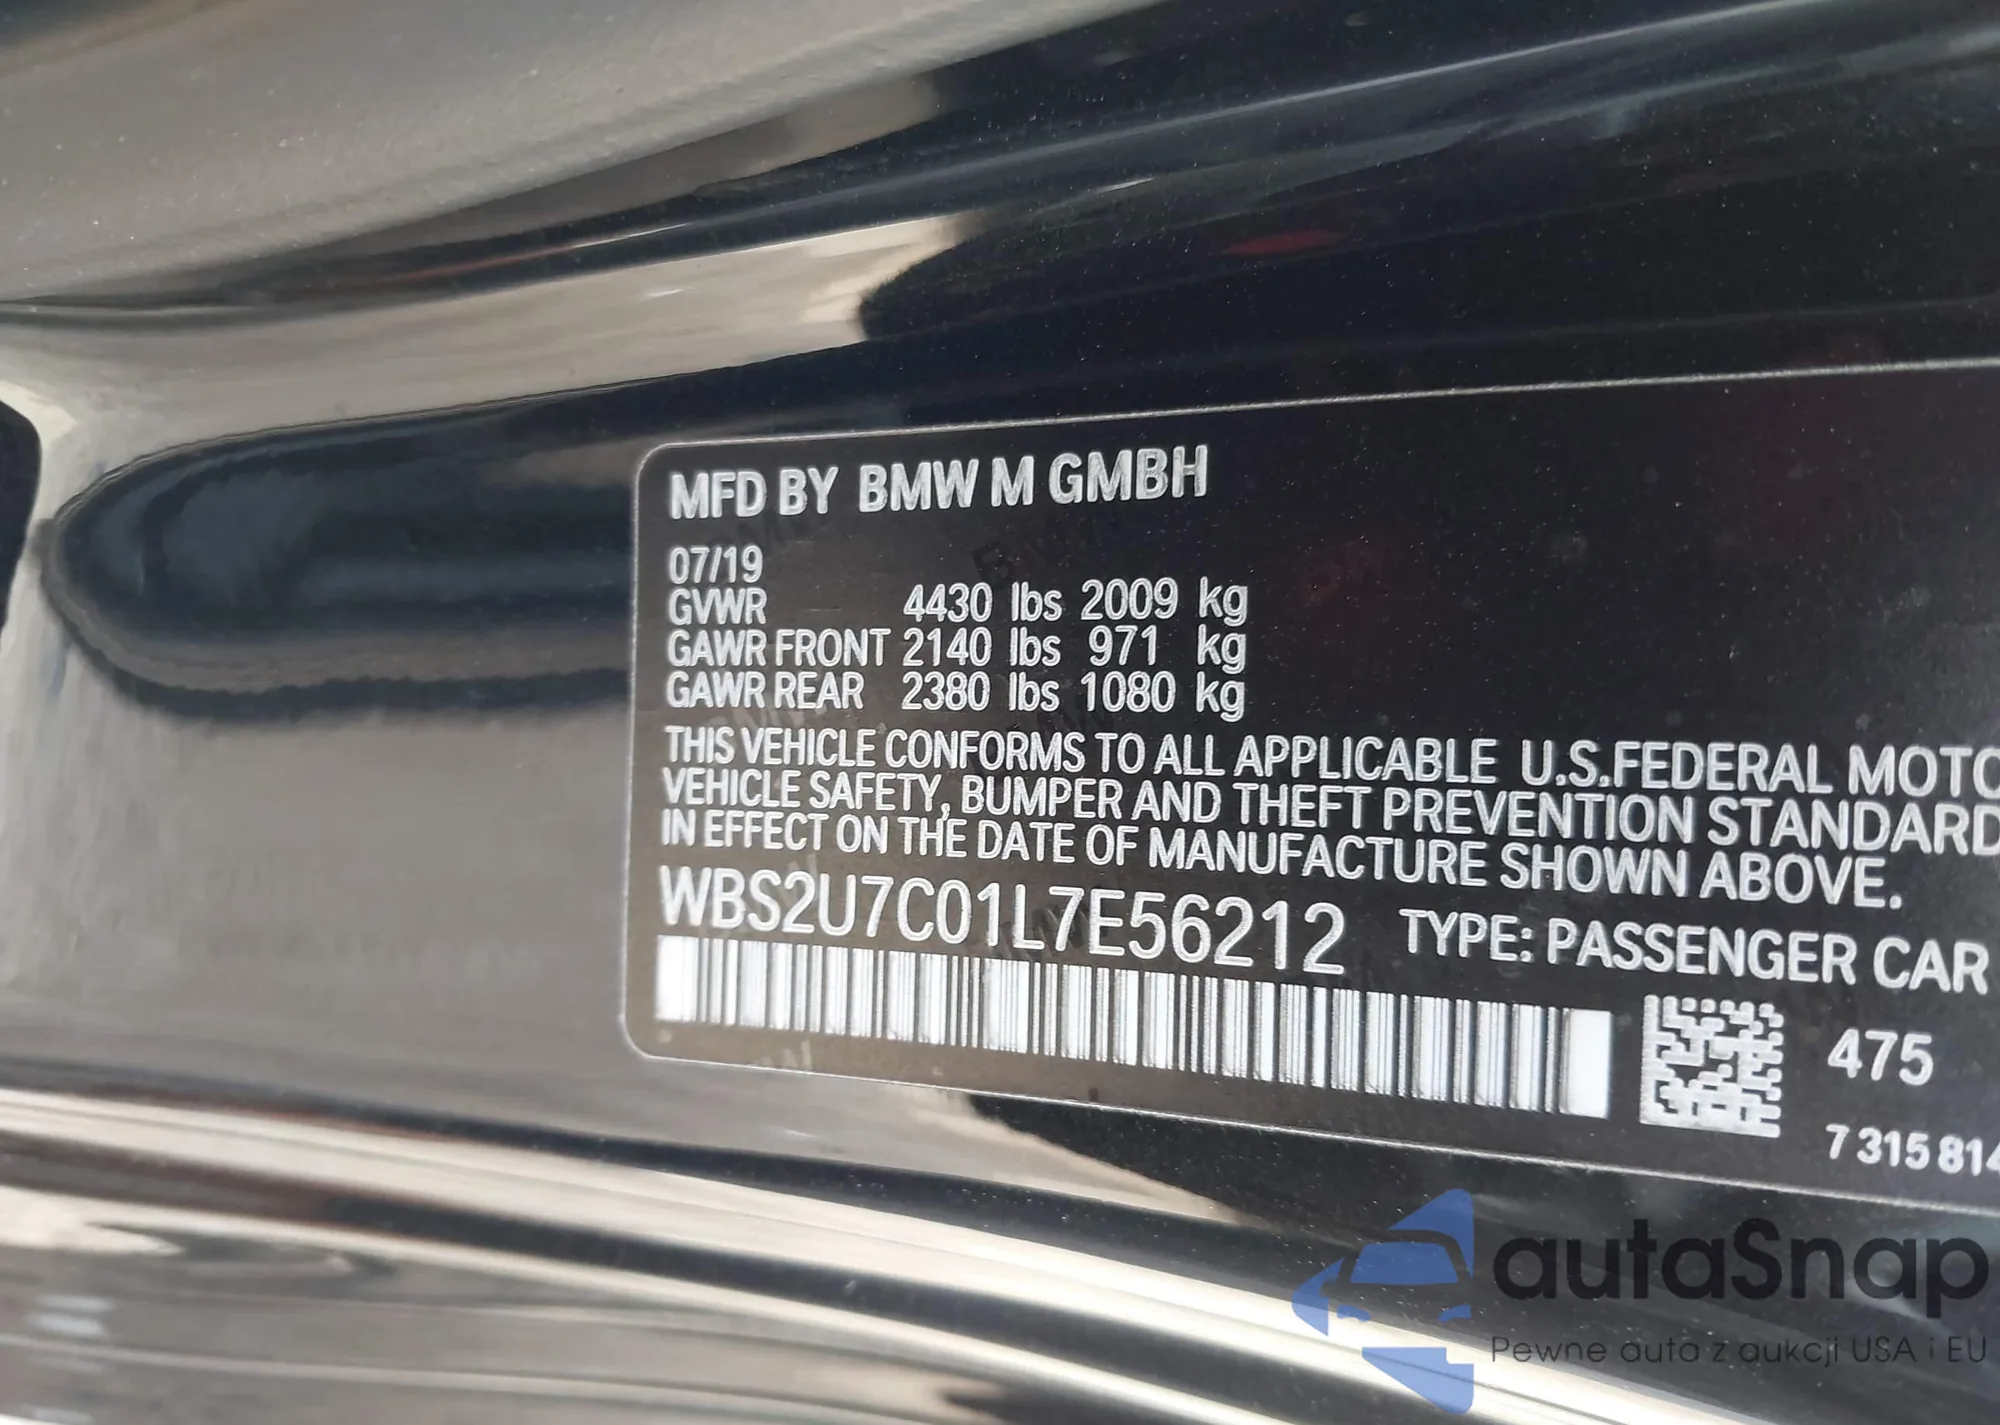 MFD BY BMW M GMBH
07/19
GVWR 4430 lbs 2009 kg
GAWR FRONT 2140 lbs 971 kg
GAWR REAR 2380 lbs 1080 kg
THIS VEHICLE CONFORMS TO ALL APPLICABLE U.S.FEDERAL MOTO
VEHICLE SAFETY, BUMPER AND THEFT PREVENTION STANDARD
IN EFFECT ON THE DATE OF MANUFACTURE SHOWN ABOVE.
WBS2U7C01L7E56212 TYPE: PASSENGER CAR
475
7 315 814
autaSnap
Pewne auta z aukcji USA i EU